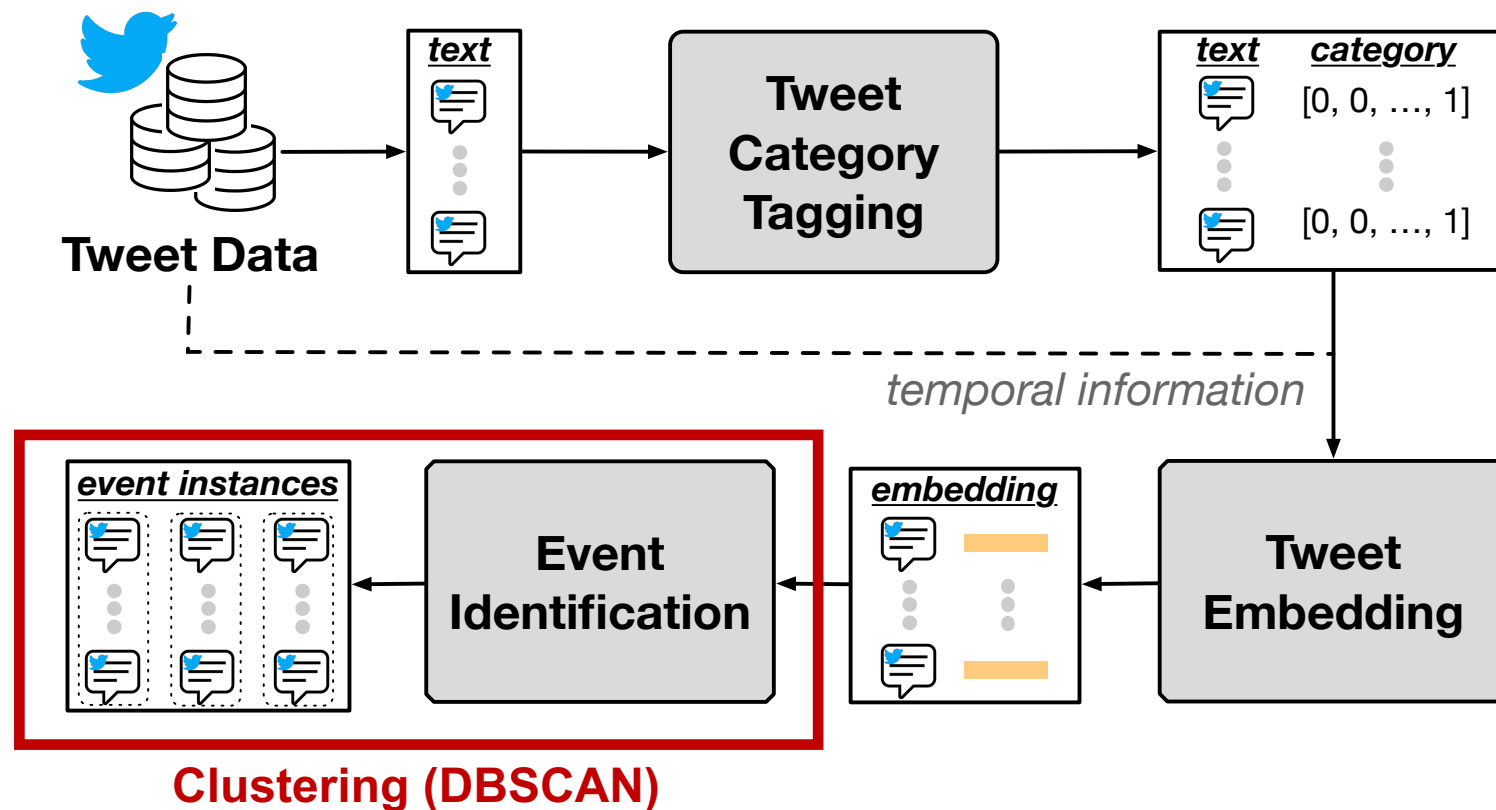 text
Tweet
Category
Tagging
text category
[0, 0, ..., 1]
[0, 0, ..., 1]
Tweet Data
temporal information
event instances
Event
Identification
embedding
Tweet
Embedding
Clustering (DBSCAN)